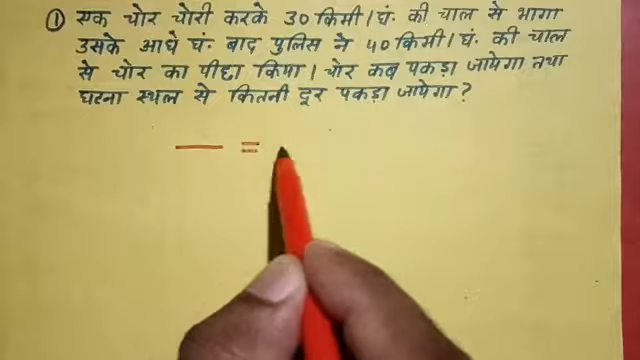 ① एक चोर चोरी करके 30 किमी/घं. की चाल से भागा
उसके आधे घं. बाद पुलिस ने 40 किमी/घं. की चाल
से चोर का पीछा किया। चोर कब पकड़ा जायेगा तथा
घटना स्थल से कितनी दूर पकड़ा जायेगा?
— =